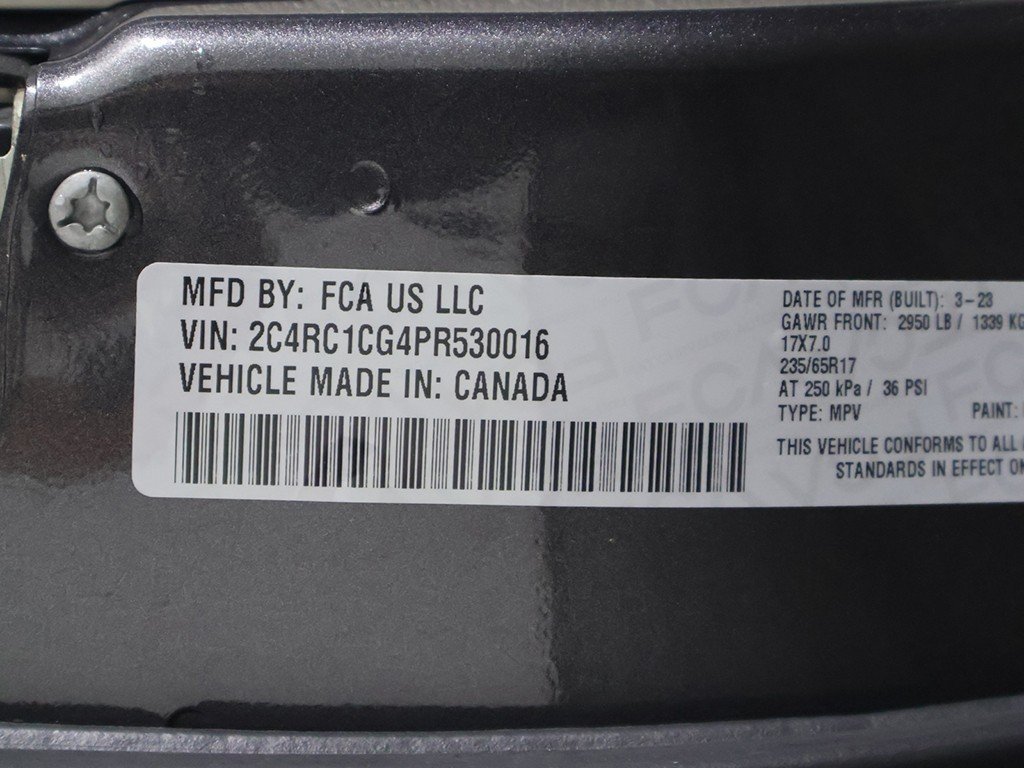 MFD BY: FCA US LLC
VIN: 2C4RC1CG4PR530016
VEHICLE MADE IN: CANADA
DATE OF MFR (BUILT): 3-23
GAWR FRONT: 2950 LB / 1339 KG
17X7.0
235/65R17
AT 250 kPa / 36 PSI
TYPE: MPV PAINT:
THIS VEHICLE CONFORMS TO ALL
STANDARDS IN EFFECT ON